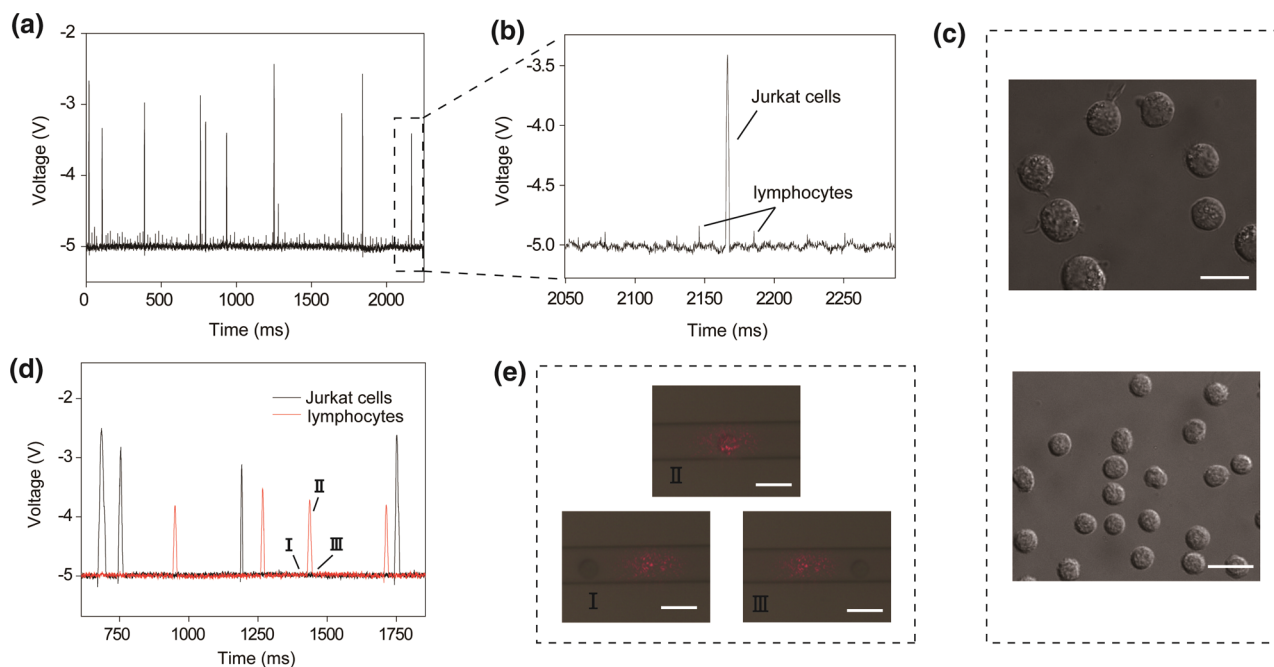 (a)
-2
-3
-4
-5
Voltage (V)
0 500 1000 1500 2000
Time (ms)
(b)
-3.5
-4.0
-4.5
-5.0
Voltage (V)
Jurkat cells
lymphocytes
2050 2100 2150 2200 2250
Time (ms)
(c)
(d)
-2
-3
-4
-5
Voltage (V)
Jurkat cells
lymphocytes
Ⅱ
Ⅰ Ⅲ
750 1000 1250 1500 1750
Time (ms)
(e)
Ⅱ
Ⅰ Ⅲ